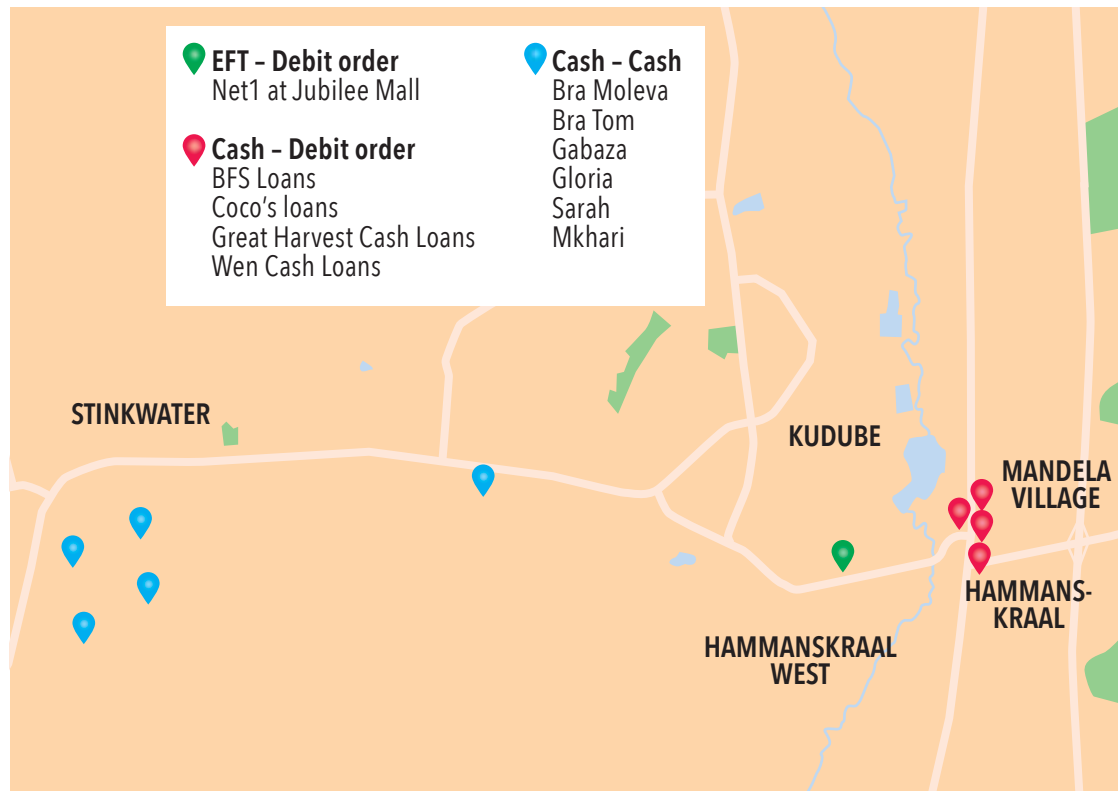 EFT – Debit order
Net1 at Jubilee Mall
Cash – Debit order
BFS Loans
Coco's loans
Great Harvest Cash Loans
Wen Cash Loans
Cash – Cash
Bra Moleva
Bra Tom
Gabaza
Gloria
Sarah
Mkhari
STINKWATER
KUDUBE
MANDELA
VILLAGE
HAMMANS-
KRAAL
HAMMANSKRAAL
WEST